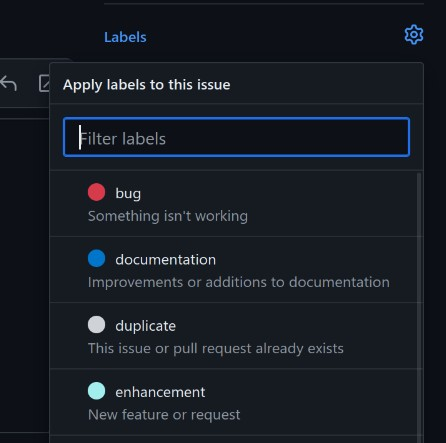 Labels
Apply labels to this issue
Filter labels
bug
Something isn't working
documentation
Improvements or additions to documentation
duplicate
This issue or pull request already exists
enhancement
New feature or request